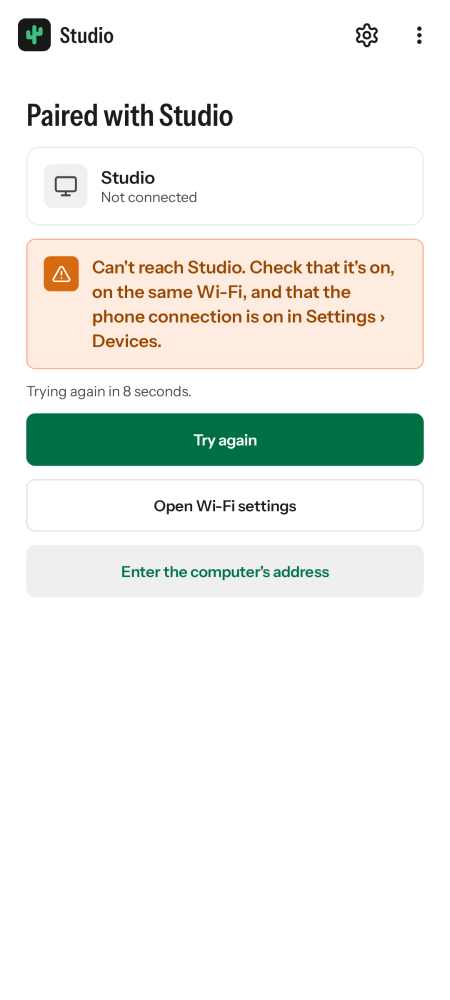 Studio
Paired with Studio
Studio
Not connected
Can't reach Studio. Check that it's on,
on the same Wi-Fi, and that the
phone connection is on in Settings ›
Devices.
Trying again in 8 seconds.
Try again
Open Wi-Fi settings
Enter the computer's address